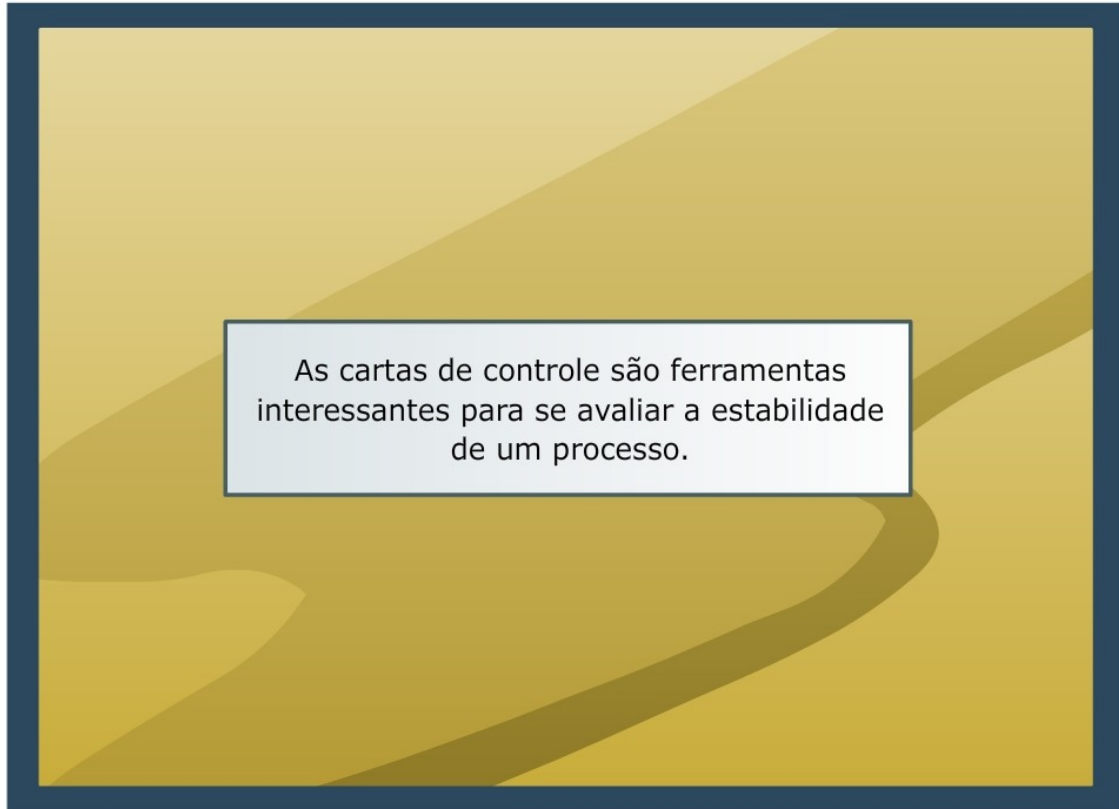 As cartas de controle são ferramentas
interessantes para se avaliar a estabilidade
de um processo.